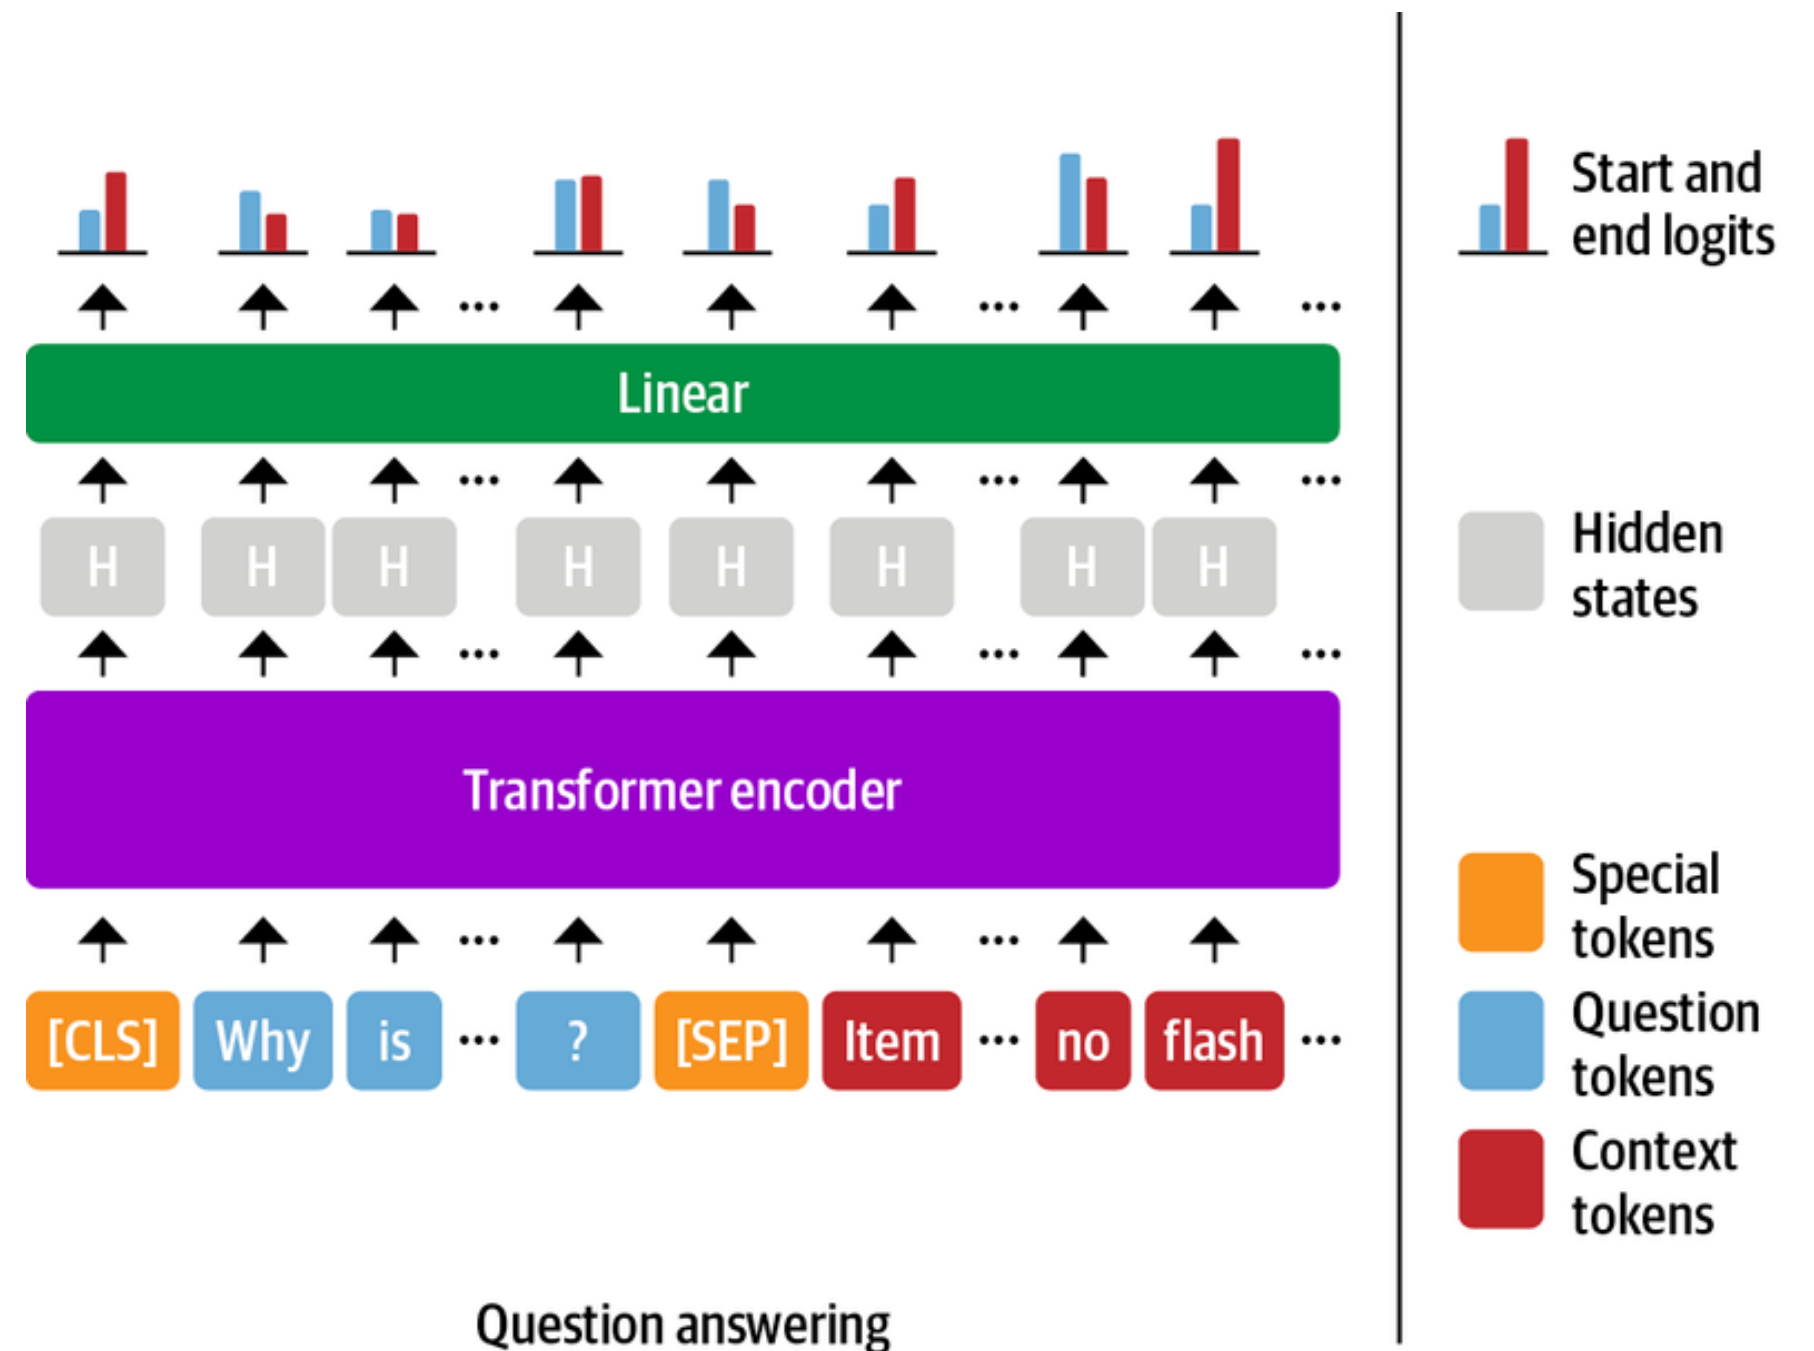 Start and
end logits
Linear
H H H ... H H H ... H H
Hidden
states
Transformer encoder
Special
tokens
[CLS] Why is ... ? [SEP] Item ... no flash ...
Question
tokens
Context
tokens
Question answering